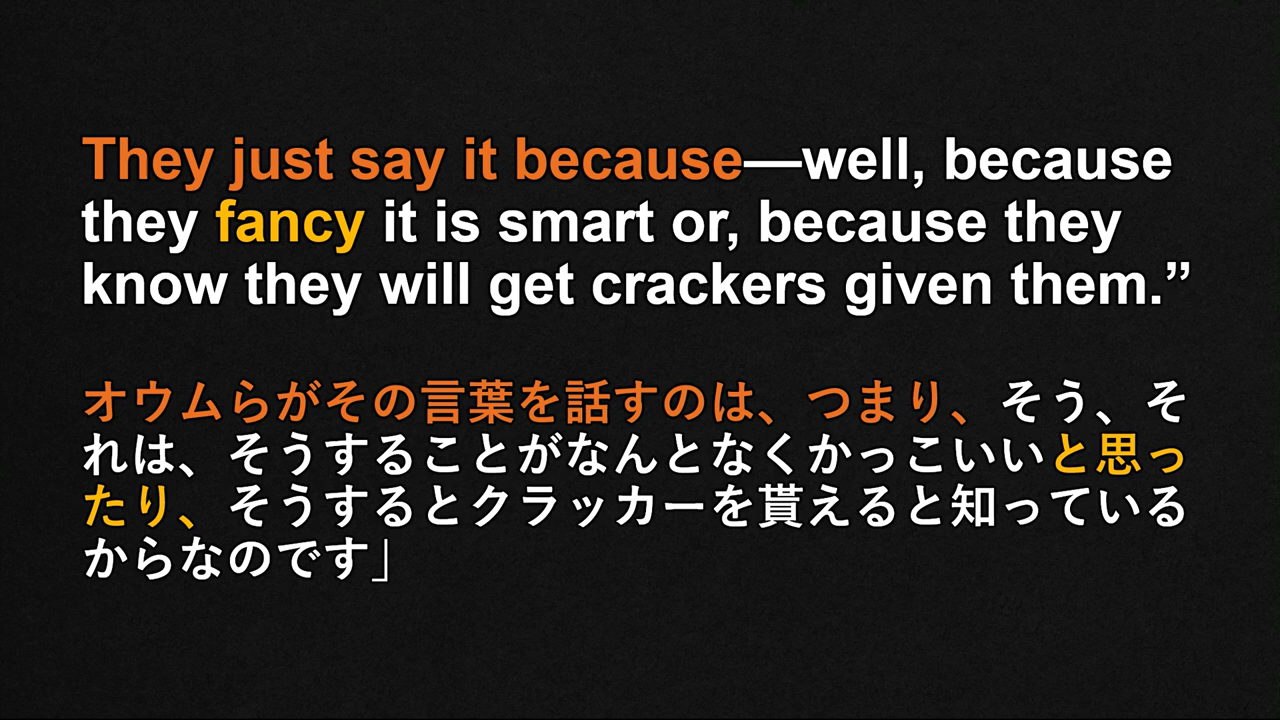 They just say it because—well, because
they fancy it is smart or, because they
know they will get crackers given them.”
オウムらがその言葉を話すのは、つまり、そう、そ
れは、そうすることがなんとなくかっこいいと思っ
たり、そうするとクラッカーを貰えると知っている
からなのです」